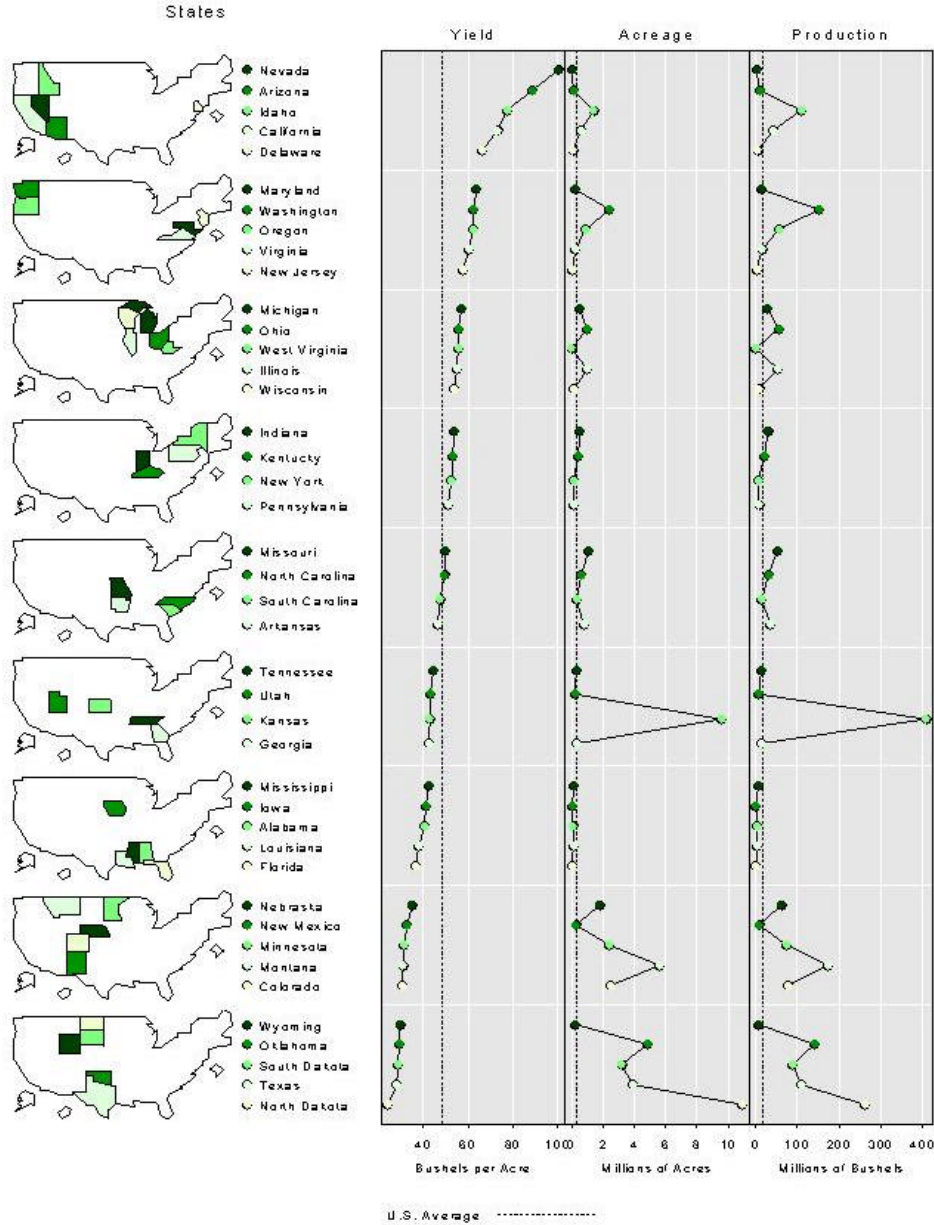 States
Yield Acreage Production
Nevada
Arizona
Idaho
California
Delaware
Maryland
Washington
Oregon
Virginia
New Jersey
Michigan
Ohio
West Virginia
Illinois
Wisconsin
Indiana
Kentucky
New York
Pennsylvania
Missouri
North Carolina
South Carolina
Arkansas
Tennessee
Utah
Kansas
Georgia
Mississippi
Iowa
Alabama
Louisiana
Florida
Nebraska
New Mexico
Minnesota
Montana
Colorado
Wyoming
Oklahoma
South Dakota
Texas
North Dakota
40 60 80 100 0 2 4 6 8 10 0 100 200 300 400
Bushels per Acre Millions of Acres Millions of Bushels
U.S. Average